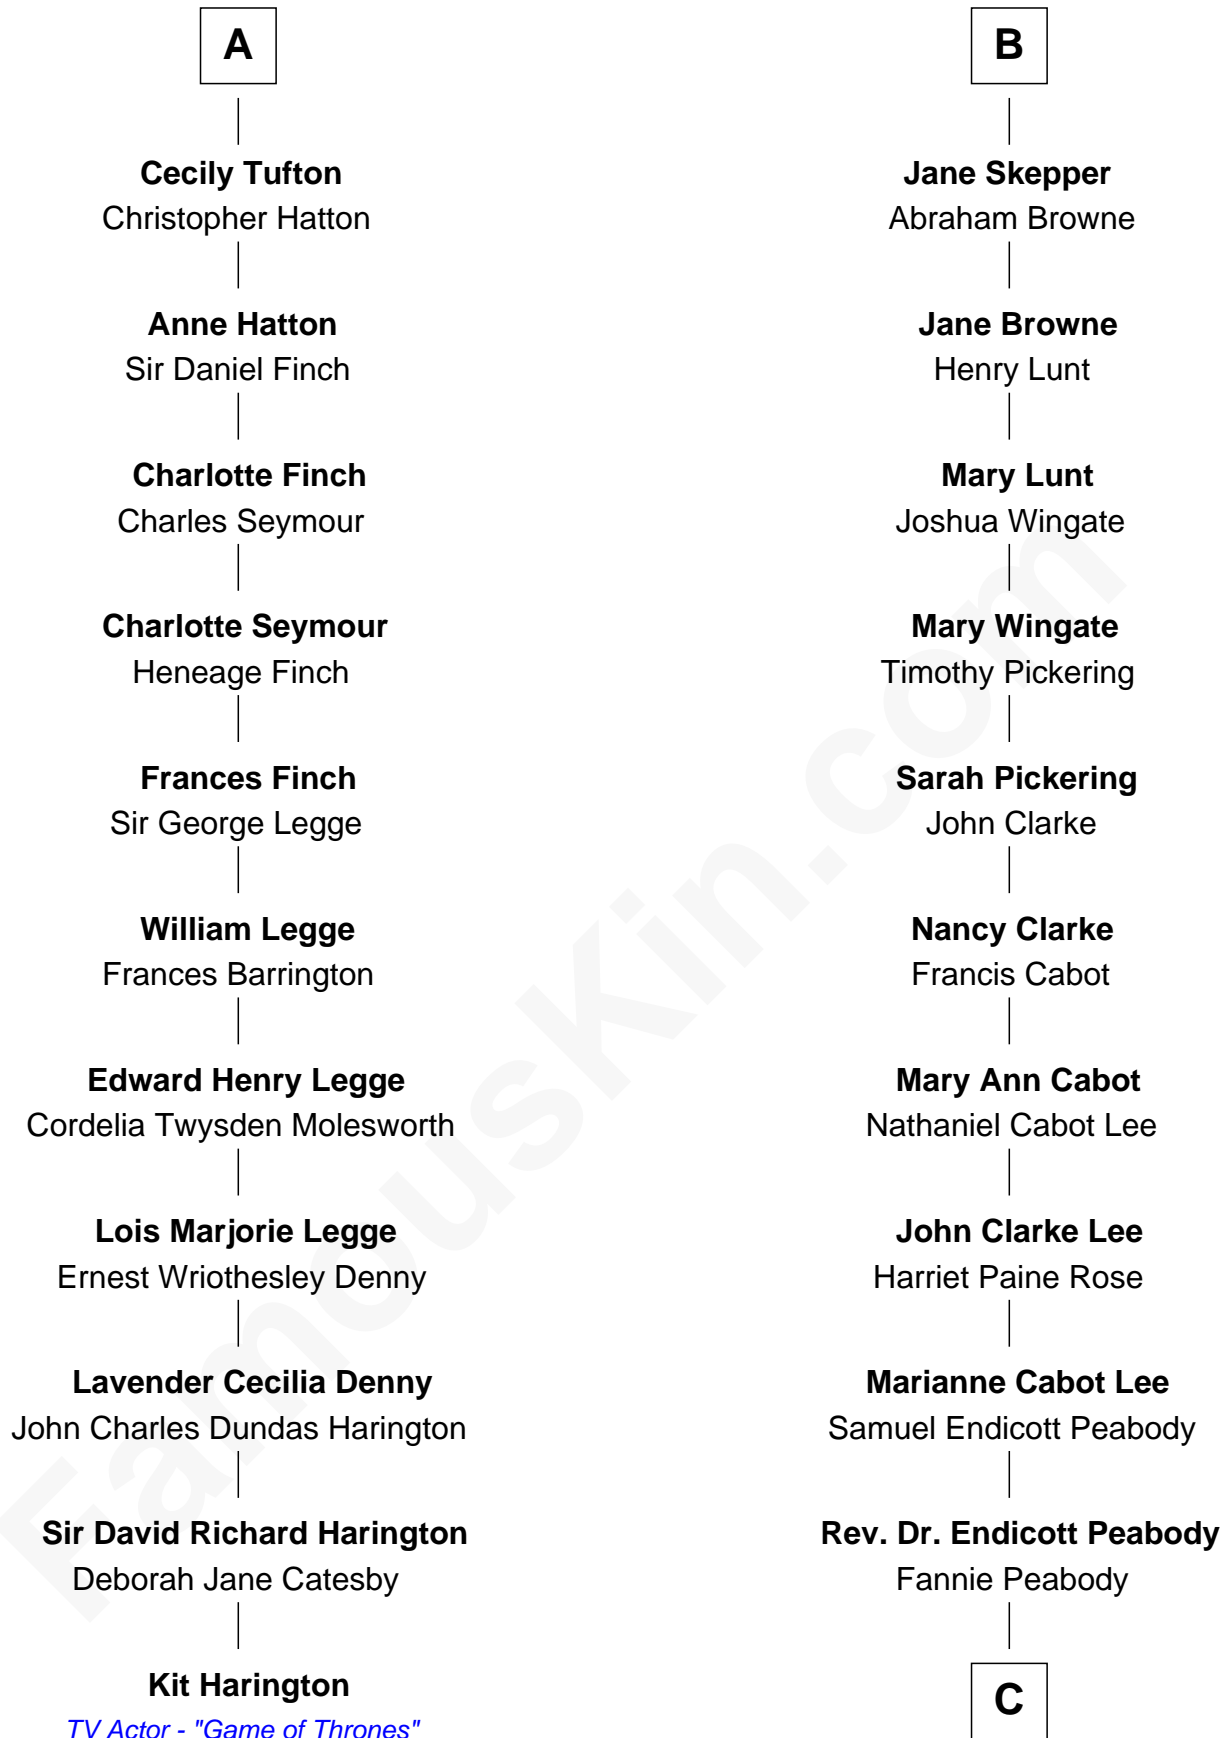 A
Cecily Tufton
Christopher Hatton
Anne Hatton
Sir Daniel Finch
Charlotte Finch
Charles Seymour
Charlotte Seymour
Heneage Finch
Frances Finch
Sir George Legge
William Legge
Frances Barrington
Edward Henry Legge
Cordelia Twysden Molesworth
Lois Marjorie Legge
Ernest Wriothesley Denny
Lavender Cecilia Denny
John Charles Dundas Harington
Sir David Richard Harington
Deborah Jane Catesby
Kit Harington
TV Actor - "Game of Thrones"
B
Jane Skepper
Abraham Browne
Jane Browne
Henry Lunt
Mary Lunt
Joshua Wingate
Mary Wingate
Timothy Pickering
Sarah Pickering
John Clarke
Nancy Clarke
Francis Cabot
Mary Ann Cabot
Nathaniel Cabot Lee
John Clarke Lee
Harriet Paine Rose
Marianne Cabot Lee
Samuel Endicott Peabody
Rev. Dr. Endicott Peabody
Fannie Peabody
C
FamousKin.com